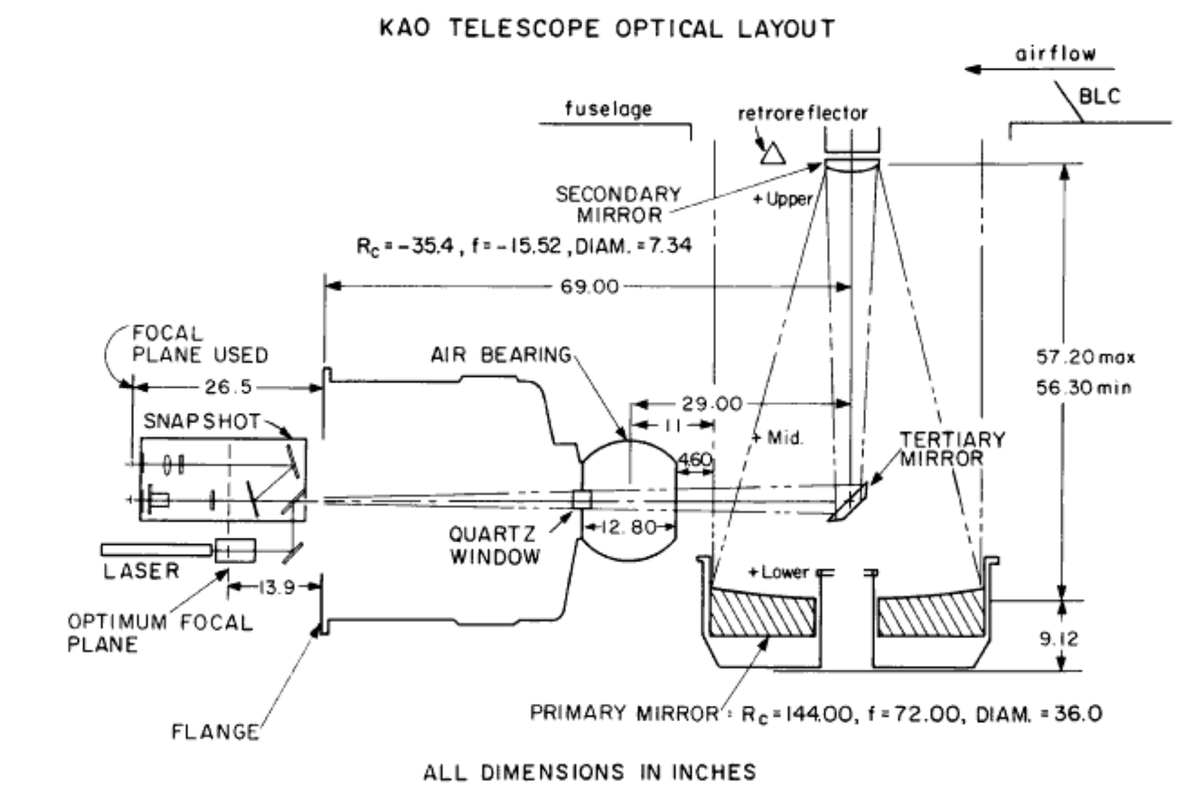 KAO TELESCOPE OPTICAL LAYOUT
airflow
BLC
fuselage
retroreflector
SECONDARY
MIRROR
+ Upper
Rc = -35.4, f = -15.52, DIAM. = 7.34
69.00
FOCAL
PLANE USED
26.5
AIR BEARING
57.20 max
56.30 min
29.00
11
SNAPSHOT
+ Mid.
TERTIARY
MIRROR
4.60
QUARTZ
WINDOW
12.80
LASER
+ Lower
13.9
OPTIMUM FOCAL
PLANE
9.12
FLANGE
PRIMARY MIRROR: Rc = 144.00, f = 72.00, DIAM. = 36.0
ALL DIMENSIONS IN INCHES